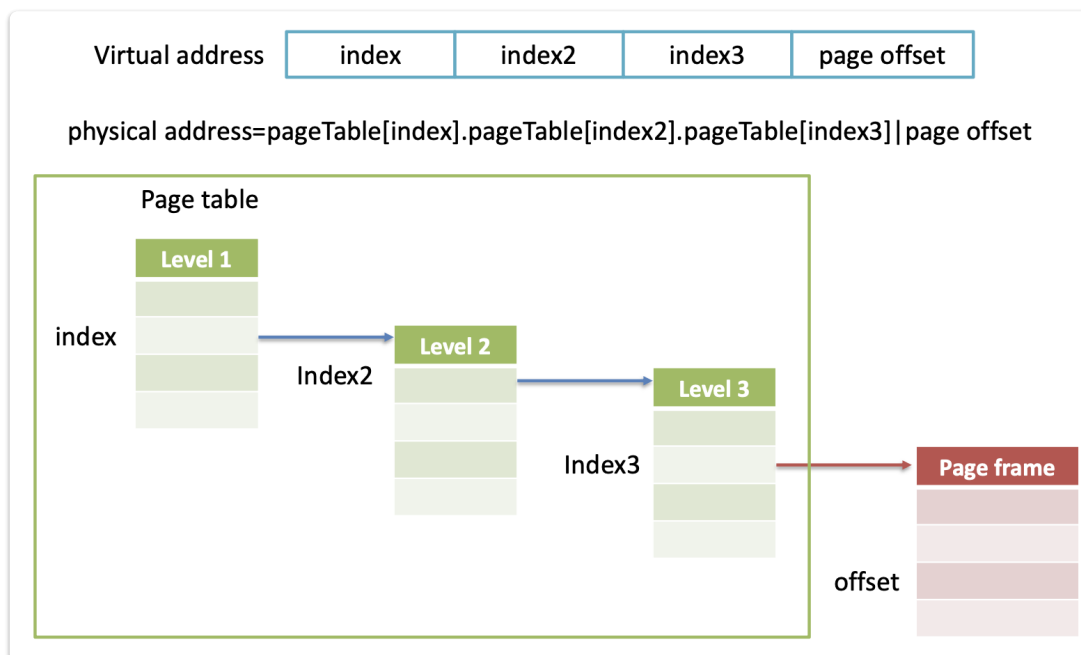 Virtual address index index2 index3 page offset
physical address=pageTable[index].pageTable[index2].pageTable[index3]|page offset
Page table
Level 1
index
Level 2
Index2
Level 3
Index3
Page frame
offset